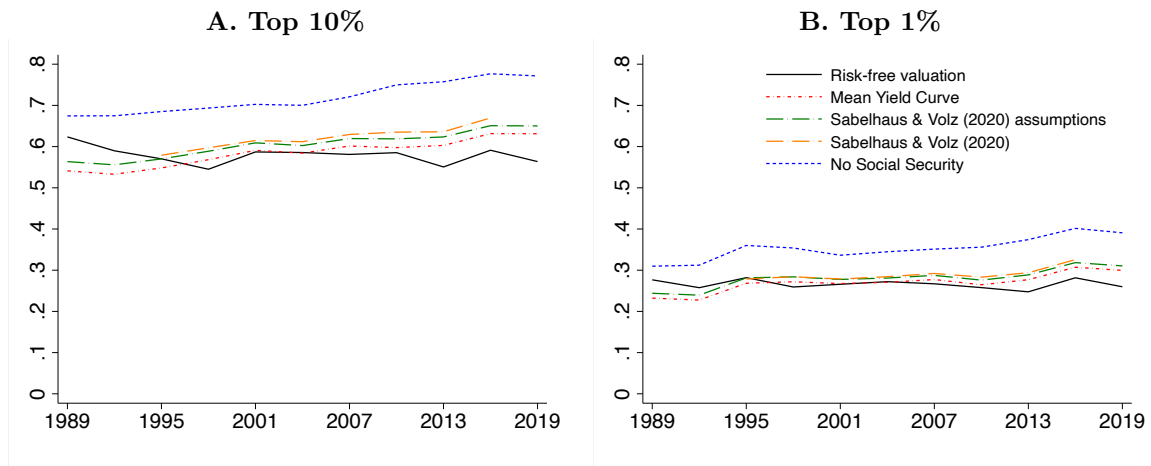 A. Top 10%
.8
.7
.6
.5
.4
.3
.2
.1
0
1989 1995 2001 2007 2013 2019
B. Top 1%
.8
.7
.6
.5
.4
.3
.2
.1
0
Risk-free valuation
Mean Yield Curve
Sabelhaus & Volz (2020) assumptions
Sabelhaus & Volz (2020)
No Social Security
1989 1995 2001 2007 2013 2019